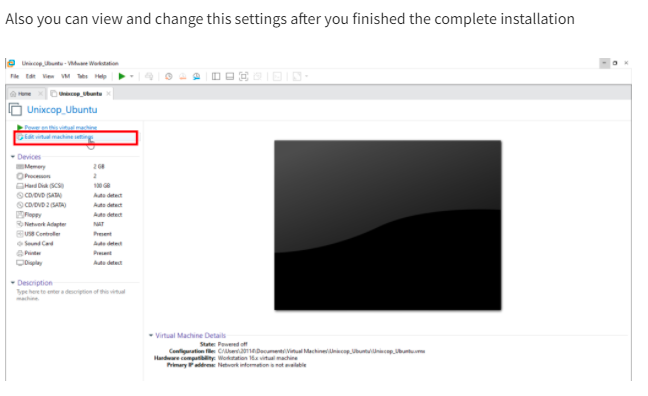 Also you can view and change this settings after you finished the complete installation
Unixcop_Ubuntu - VMware Workstation
File Edit View VM Tabs Help
Home Unixcop_Ubuntu
Unixcop_Ubuntu
Power on this virtual machine
Edit virtual machine settings
Devices
Memory 2 GB
Processors 2
Hard Disk (SCSI) 100 GB
CD/DVD (SATA) Auto detect
CD/DVD 2 (SATA) Auto detect
Floppy Auto detect
Network Adapter NAT
USB Controller Present
Sound Card Auto detect
Printer Present
Display Auto detect
Description
Type here to enter a description of this virtual
machine.
Virtual Machine Details
State: Powered off
Configuration file: C:\Users\20114\Documents\Virtual Machines\Unixcop_Ubuntu\Unixcop_Ubuntu.vmx
Hardware compatibility: Workstation 16.x virtual machine
Primary IP address: Network information is not available